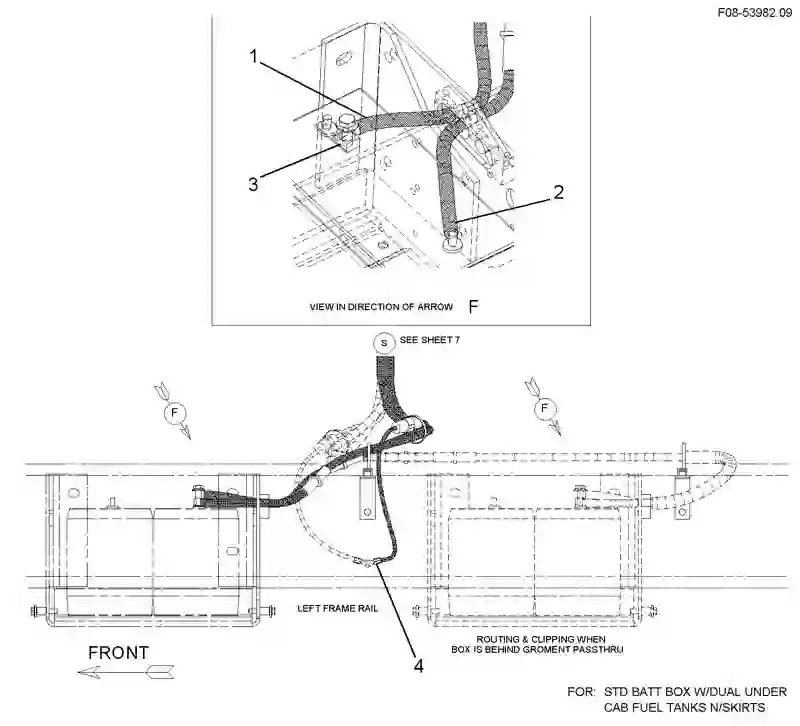 F08-53982.09
1
3
2
VIEW IN DIRECTION OF ARROW F
S SEE SHEET 7
F
F
LEFT FRAME RAIL
4
ROUTING & CLIPPING WHEN
BOX IS BEHIND GROMENT PASSTHRU
FRONT
FOR: STD BATT BOX W/DUAL UNDER
CAB FUEL TANKS N/SKIRTS